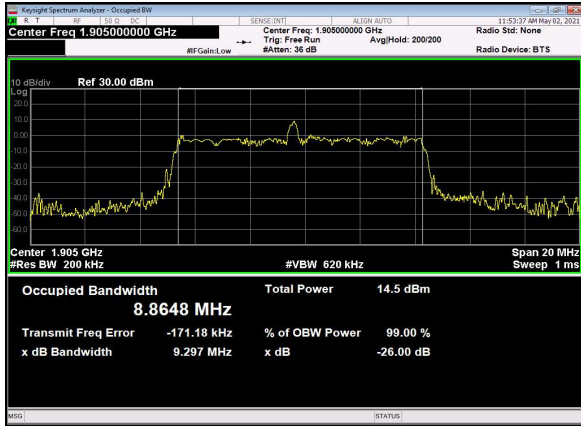 Keysight Spectrum Analyzer - Occupied BW
LXI R T RF 50 Ω DC SENSE:INT ALIGN AUTO 11:53:37 AM May 02, 2021
Center Freq 1.905000000 GHz Center Freq: 1.905000000 GHz Radio Std: None
Trig: Free Run Avg|Hold: 200/200
#IFGain:Low #Atten: 36 dB Radio Device: BTS
10 dB/div Ref 30.00 dBm
Log
20.0
10.0
0.00
-10.0
-20.0
-30.0
-40.0
-50.0
-60.0
Center 1.905 GHz Span 20 MHz
#Res BW 200 kHz #VBW 620 kHz Sweep 1 ms
Occupied Bandwidth Total Power 14.5 dBm
8.8648 MHz
Transmit Freq Error -171.18 kHz % of OBW Power 99.00 %
x dB Bandwidth 9.297 MHz x dB -26.00 dB
MSG STATUS